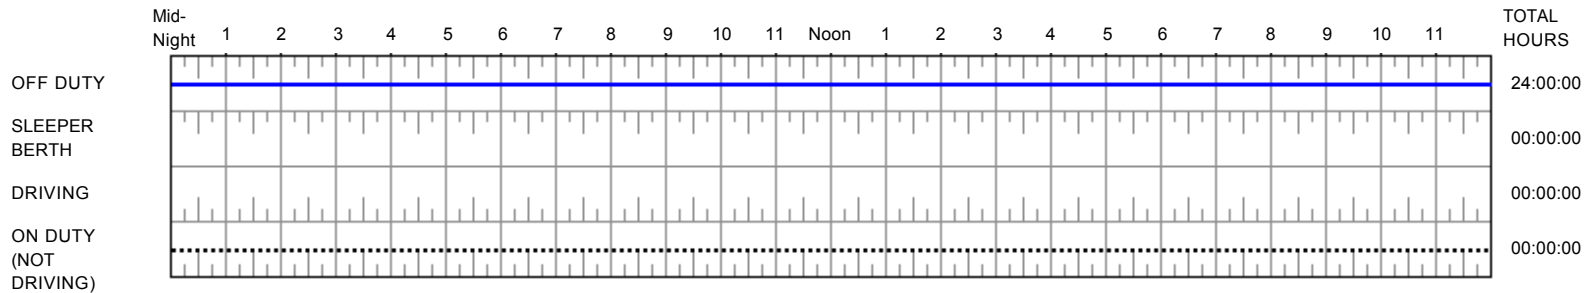 Mid-
Night 1 2 3 4 5 6 7 8 9 10 11 Noon 1 2 3 4 5 6 7 8 9 10 11
TOTAL
HOURS
OFF DUTY 24:00:00
SLEEPER
BERTH 00:00:00
DRIVING 00:00:00
ON DUTY
(NOT
DRIVING) 00:00:00